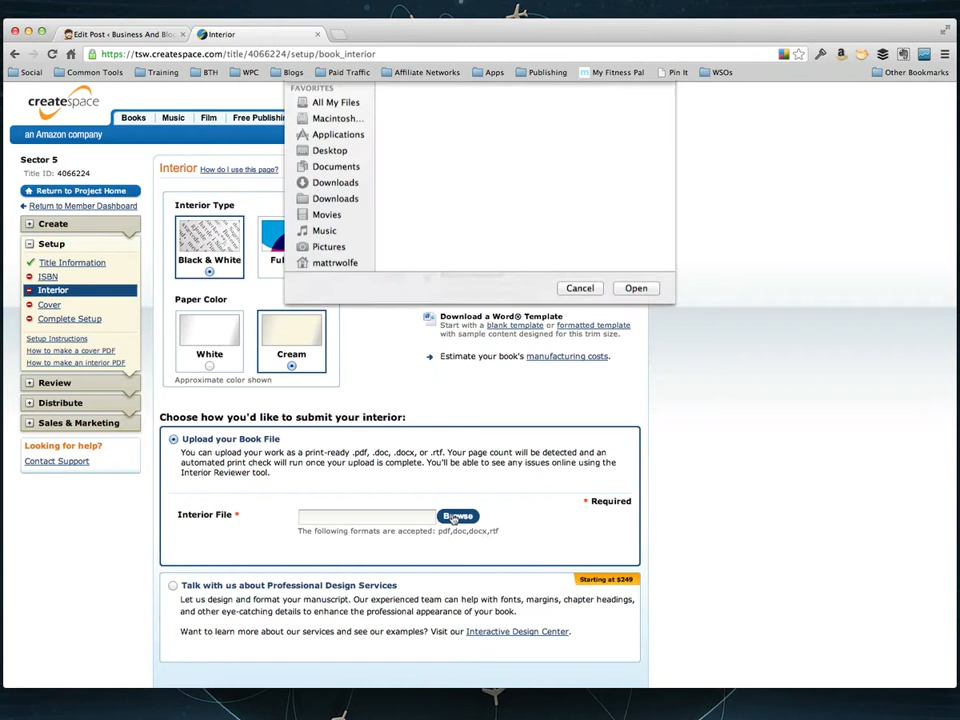 Edit Post ‹ Business And Blo
Interior
https://tsw.createspace.com/title/4066224/setup/book_interior
Social
Common Tools
Training
BTH
WPC
Blogs
Paid Traffic
Affiliate Networks
Apps
Publishing
My Fitness Pal
Pin It
WSOs
Other Bookmarks
createspace
an Amazon company
Books
Music
Film
Free Publishi
Sector 5
Title ID: 4066224
Return to Project Home
Return to Member Dashboard
Create
Setup
Title Information
ISBN
Interior
Cover
Complete Setup
Setup Instructions
How to make a cover PDF
How to make an interior PDF
Review
Distribute
Sales & Marketing
Looking for help?
Contact Support
Interior How do I use this page?
Interior Type
Black & White
Ful
Paper Color
White
Cream
Approximate color shown
FAVORITES
All My Files
Macintosh...
Applications
Desktop
Documents
Downloads
Downloads
Movies
Music
Pictures
mattrwolfe
Cancel
Open
Download a Word® Template
Start with a blank template or formatted template
with sample content designed for this trim size.
Estimate your book's manufacturing costs.
Choose how you'd like to submit your interior:
Upload your Book File
You can upload your work as a print-ready .pdf, .doc, .docx, or .rtf. Your page count will be detected and an
automated print check will run once your upload is complete. You'll be able to see any issues online using the
Interior Reviewer tool.
* Required
Interior File *
Browse
The following formats are accepted: pdf,doc,docx,rtf
Starting at $249
Talk with us about Professional Design Services
Let us design and format your manuscript. Our experienced team can help with fonts, margins, chapter headings,
and other eye-catching details to enhance the professional appearance of your book.
Want to learn more about our services and see our examples? Visit our Interactive Design Center.